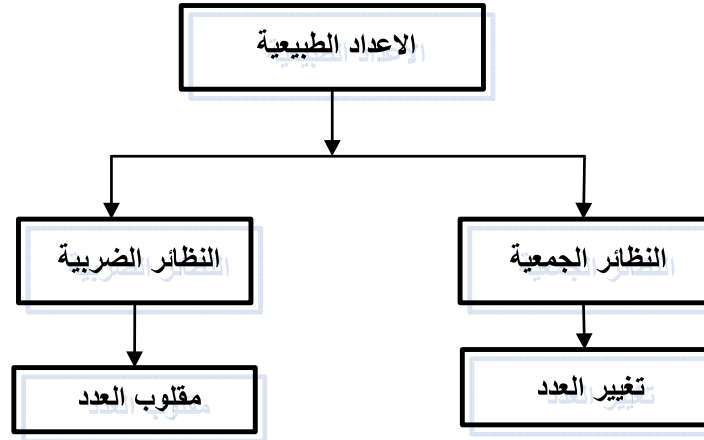 الاعداد الطبيعية
النظائر الجمعية
النظائر الضربية
تغيير العدد
مقلوب العدد